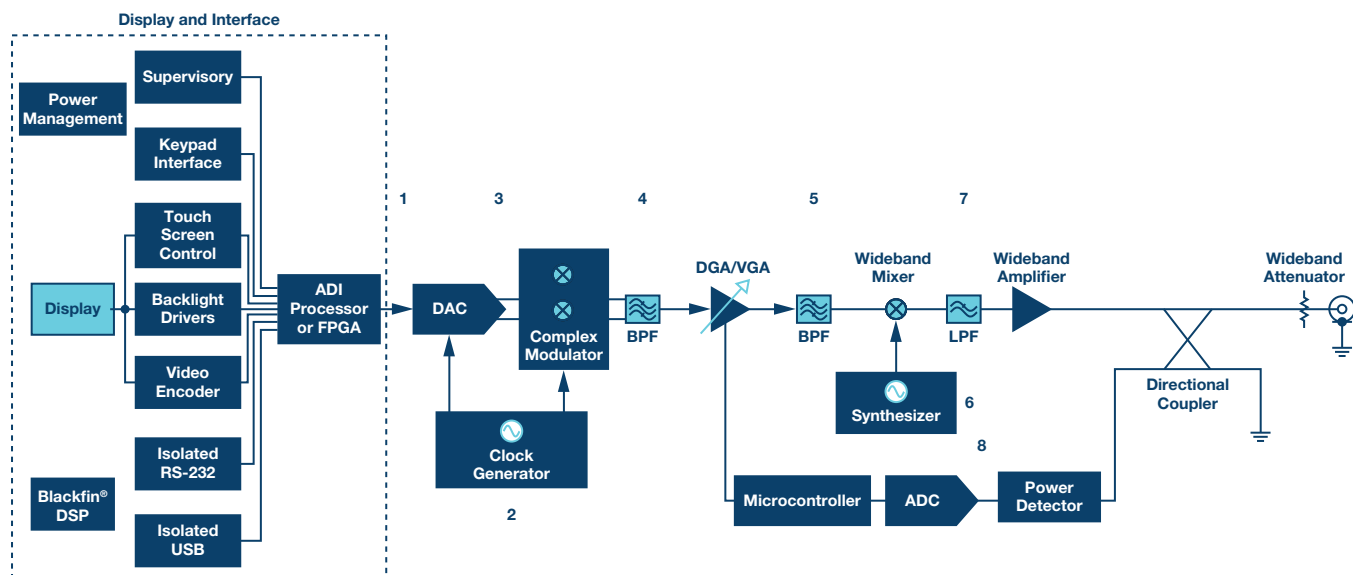 Display and Interface
Supervisory
Power
Management
Keypad
Interface
Touch
Screen
Control
Display
Backlight
Drivers
Video
Encoder
Isolated
RS-232
Blackfin® DSP
Isolated
USB
ADI
Processor
or FPGA
1
DAC
3
Complex
Modulator
Clock
Generator
2
4
BPF
DGA/VGA
5
BPF
Wideband
Mixer
7
LPF
Wideband
Amplifier
Synthesizer
6
8
Microcontroller
ADC
Power
Detector
Directional
Coupler
Wideband
Attenuator